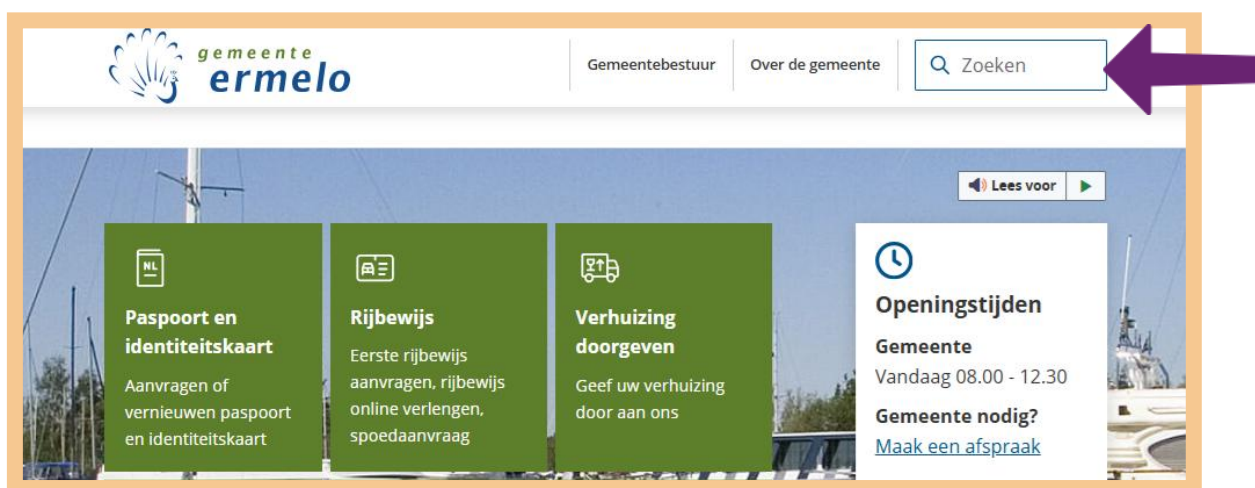 gemeente
ermelo
Gemeentebestuur
Over de gemeente
Zoeken
Lees voor
NL
Paspoort en
identiteitskaart
Aanvragen of
vernieuwen paspoort
en identiteitskaart
Rijbewijs
Eerste rijbewijs
aanvragen, rijbewijs
online verlengen,
spoedaanvraag
Verhuizing
doorgeven
Geef uw verhuizing
door aan ons
Openingstijden
Gemeente
Vandaag 08.00 - 12.30
Gemeente nodig?
Maak een afspraak